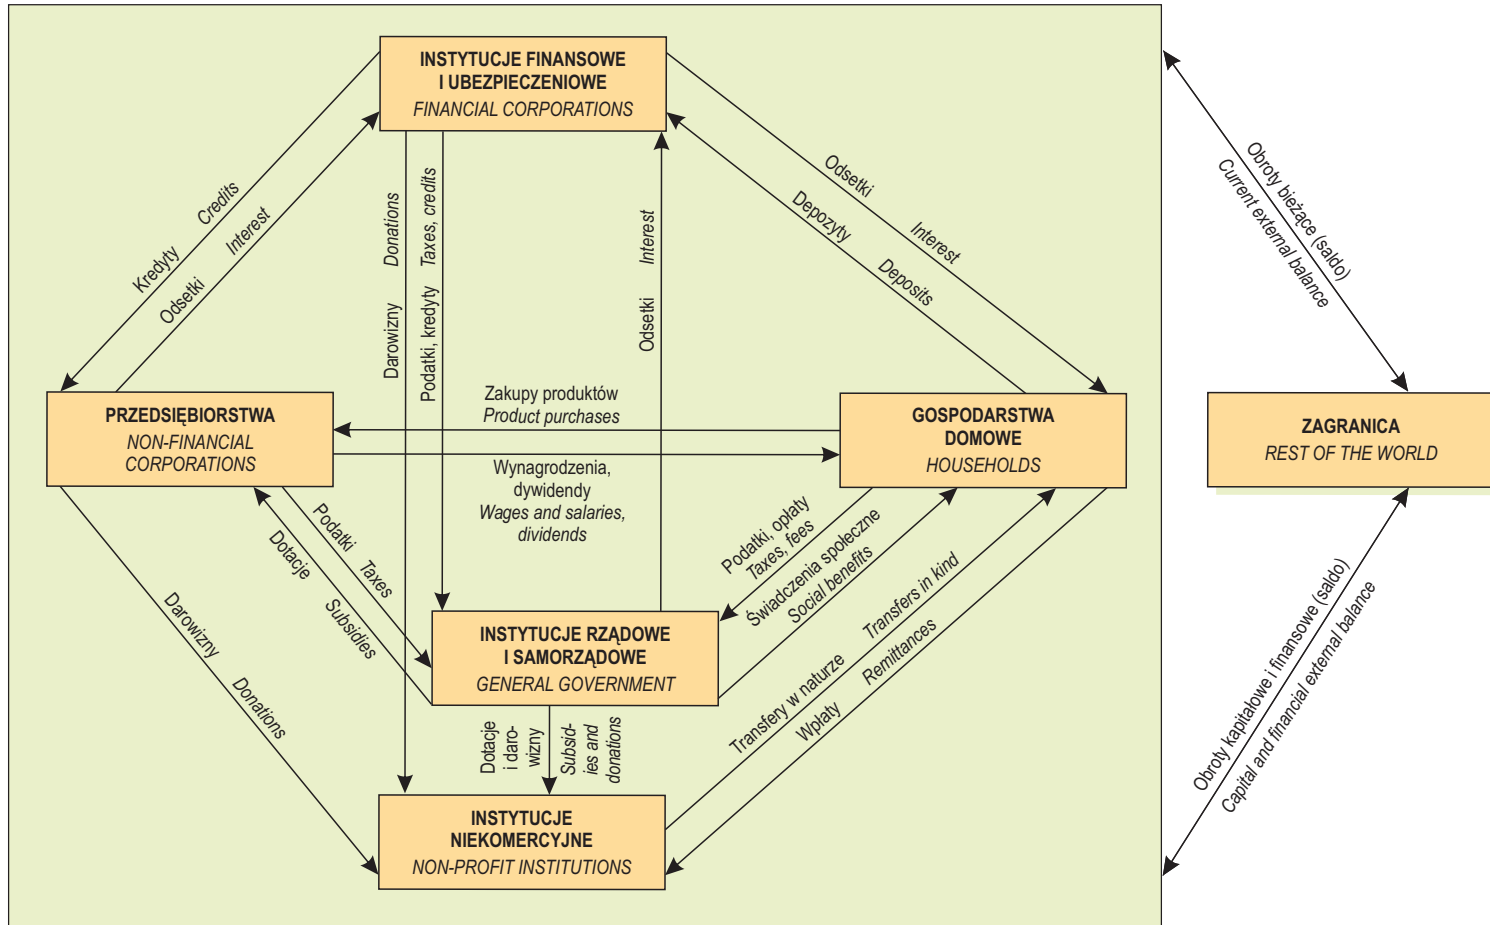 INSTYTUCJE FINANSOWE
I UBEZPIECZENIOWE
FINANCIAL CORPORATIONS
Kredyty Credits
Odsetki Interest
Darowizny Donations
Podatki, kredyty Taxes, credits
Odsetki Interest
Odsetki Interest
Depozyty Deposits
Obroty bieżące (saldo)
Current external balance
PRZEDSIĘBIORSTWA
NON-FINANCIAL
CORPORATIONS
Zakupy produktów
Product purchases
Wynagrodzenia,
dywidendy
Wages and salaries,
dividends
GOSPODARSTWA
DOMOWE
HOUSEHOLDS
ZAGRANICA
REST OF THE WORLD
Podatki Taxes
Dotacje Subsidies
Darowizny Donations
Podatki, opłaty
Taxes, fees
Świadczenia społeczne
Social benefits
INSTYTUCJE RZĄDOWE
I SAMORZĄDOWE
GENERAL GOVERNMENT
Transfery w naturze Transfers in kind
Wpłaty Remittances
Obroty kapitałowe i finansowe (saldo)
Capital and financial external balance
Dotacje
i daro-
wizny
Subsid-
ies and
donations
INSTYTUCJE
NIEKOMERCYJNE
NON-PROFIT INSTITUTIONS